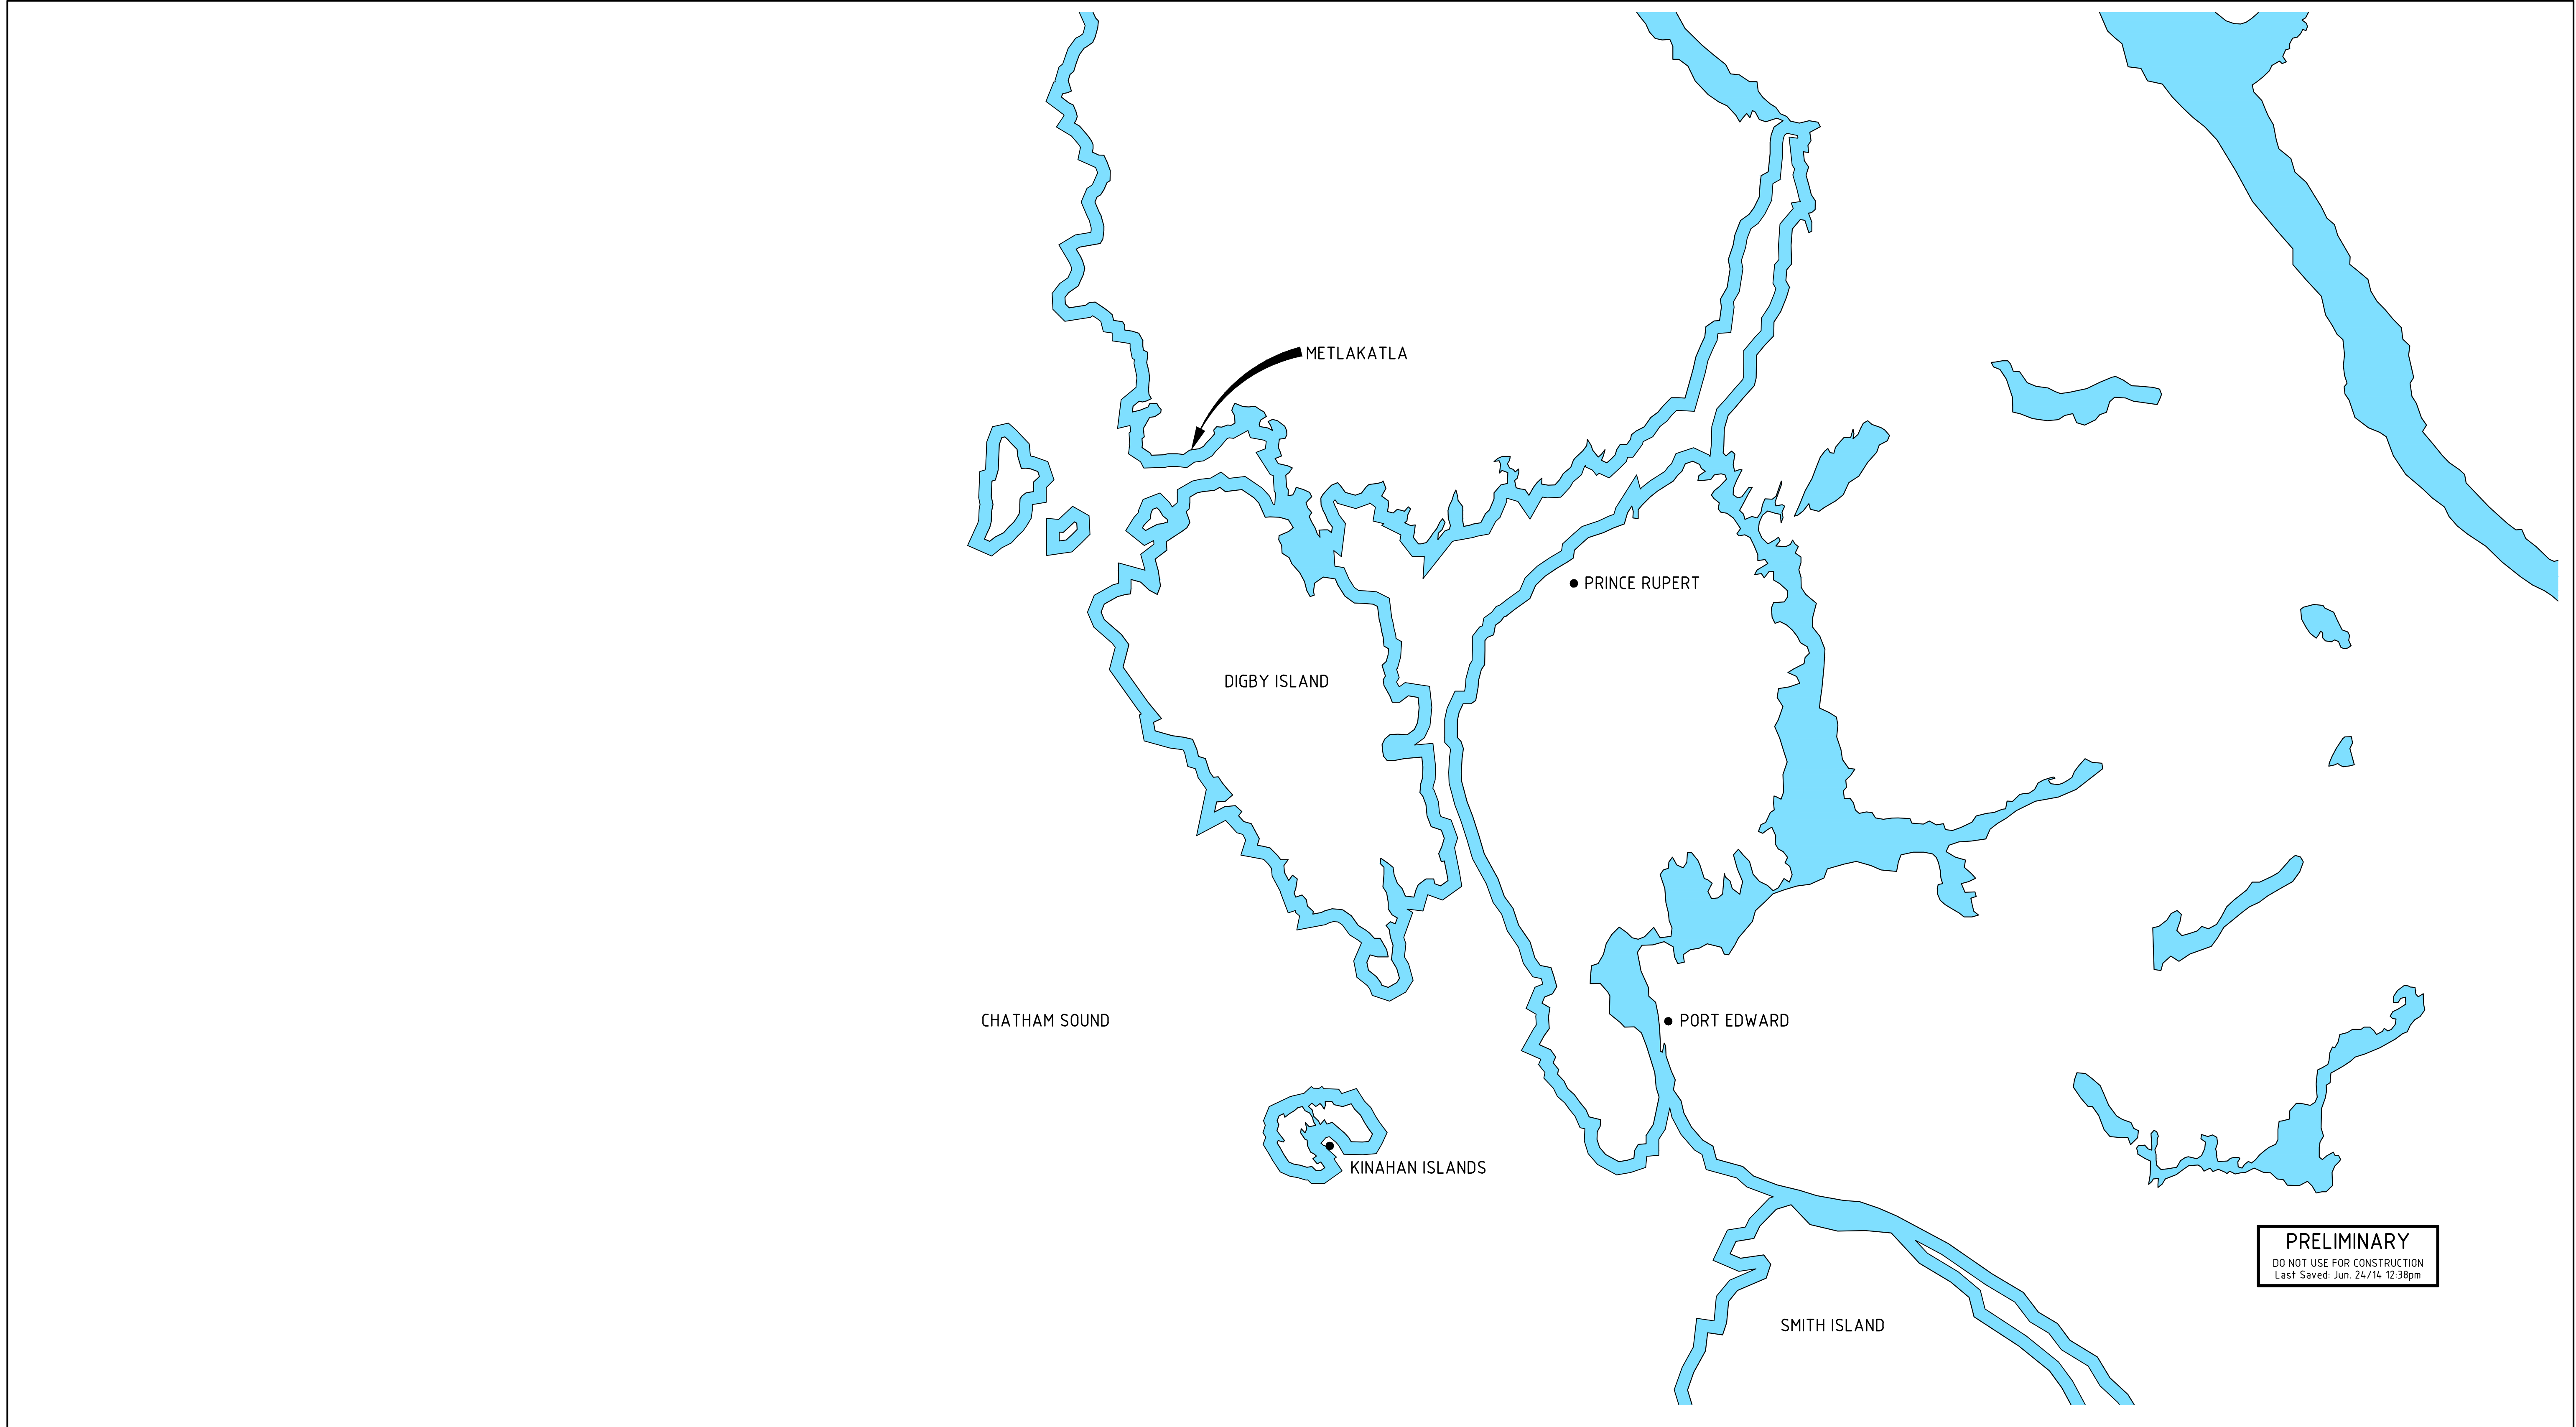 METLAKATLA
PRINCE RUPERT
DIGBY ISLAND
CHATHAM SOUND
PORT EDWARD
KINAHAN ISLANDS
PRELIMINARY
DO NOT USE FOR CONSTRUCTION
Last Saved: Jun. 24/14 12:38pm
SMITH ISLAND